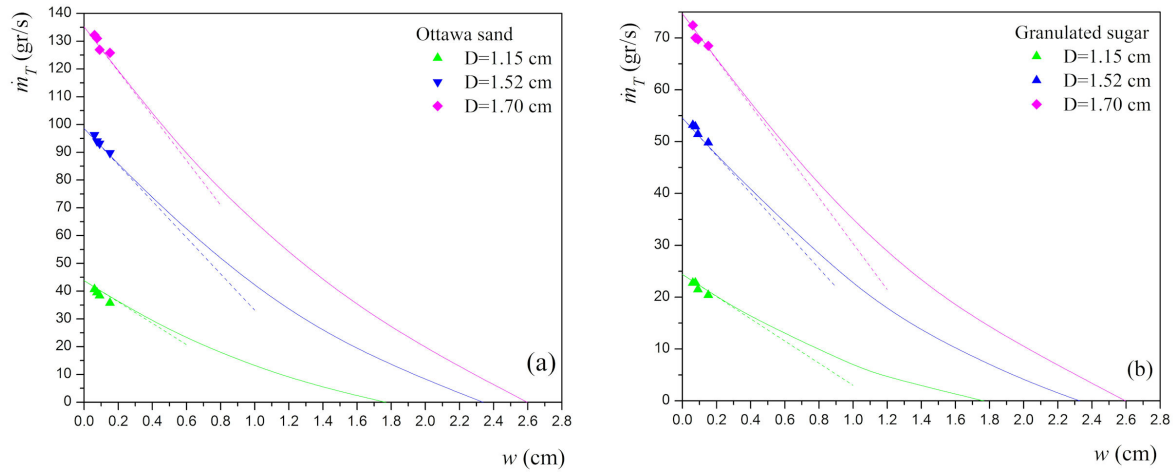 ṁ_T (gr/s)
140
130
120
110
100
90
80
70
60
50
40
30
20
10
0
Ottawa sand
D=1.15 cm
D=1.52 cm
D=1.70 cm
(a)
0.0 0.2 0.4 0.6 0.8 1.0 1.2 1.4 1.6 1.8 2.0 2.2 2.4 2.6 2.8
w (cm)
ṁ_T (gr/s)
70
60
50
40
30
20
10
0
Granulated sugar
D=1.15 cm
D=1.52 cm
D=1.70 cm
(b)
0.0 0.2 0.4 0.6 0.8 1.0 1.2 1.4 1.6 1.8 2.0 2.2 2.4 2.6 2.8
w (cm)